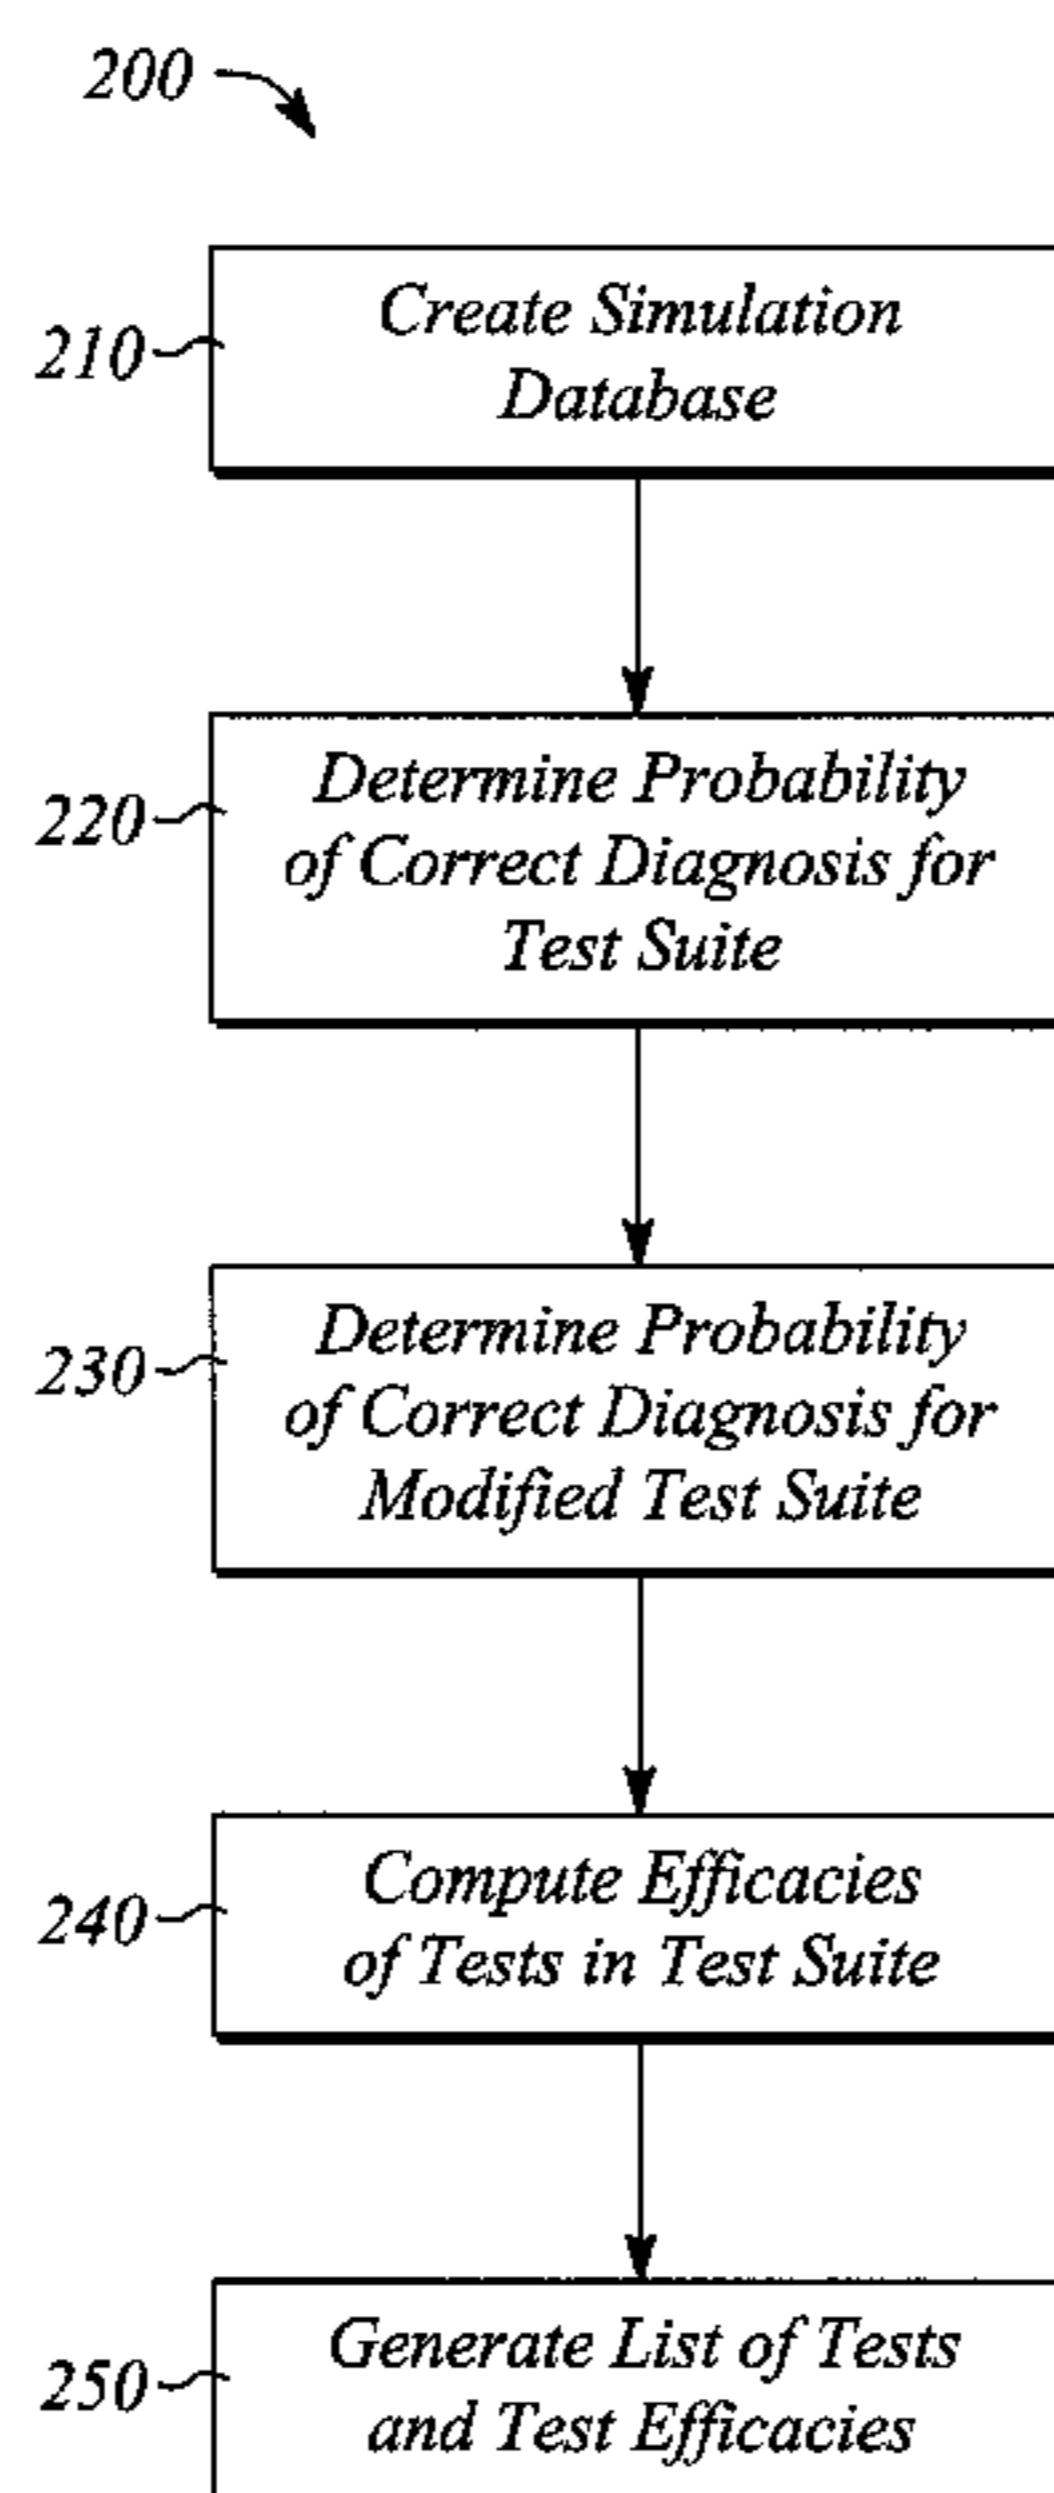 200
210
Create Simulation
Database
220
Determine Probability
of Correct Diagnosis for
Test Suite
230
Determine Probability
of Correct Diagnosis for
Modified Test Suite
240
Compute Efficacies
of Tests in Test Suite
250
Generate List of Tests
and Test Efficacies